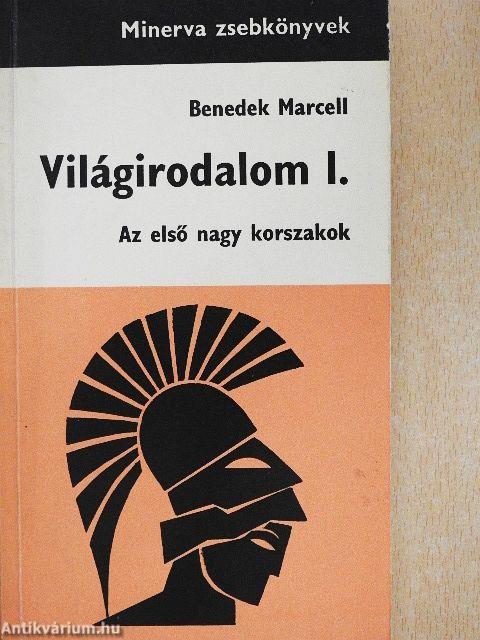 Minerva zsebkönyvek
Benedek Marcell
Világirodalom I.
Az első nagy korszakok
Antikvárium.hu